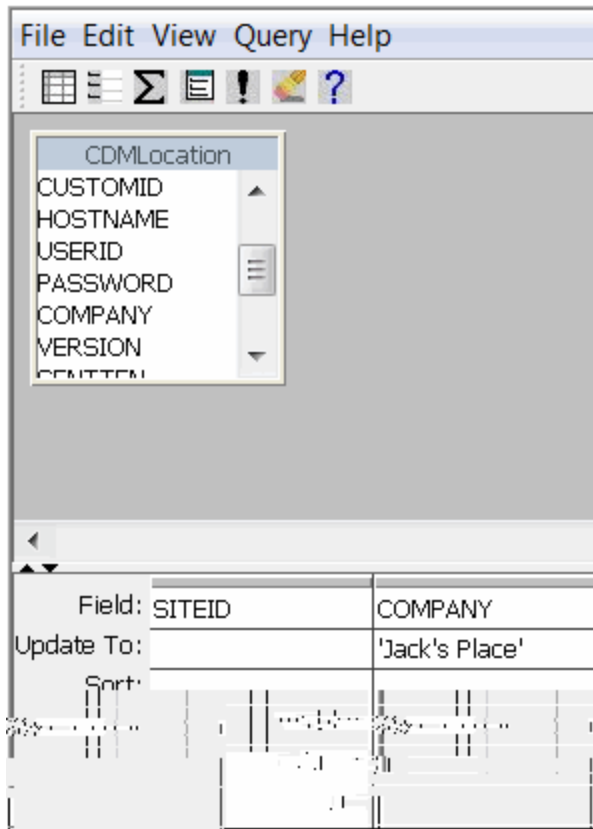 File Edit View Query Help
CDMLocation
CUSTOMID
HOSTNAME
USERID
PASSWORD
COMPANY
VERSION
Field: SITEID COMPANY
Update To: 'Jack's Place'
Sort: